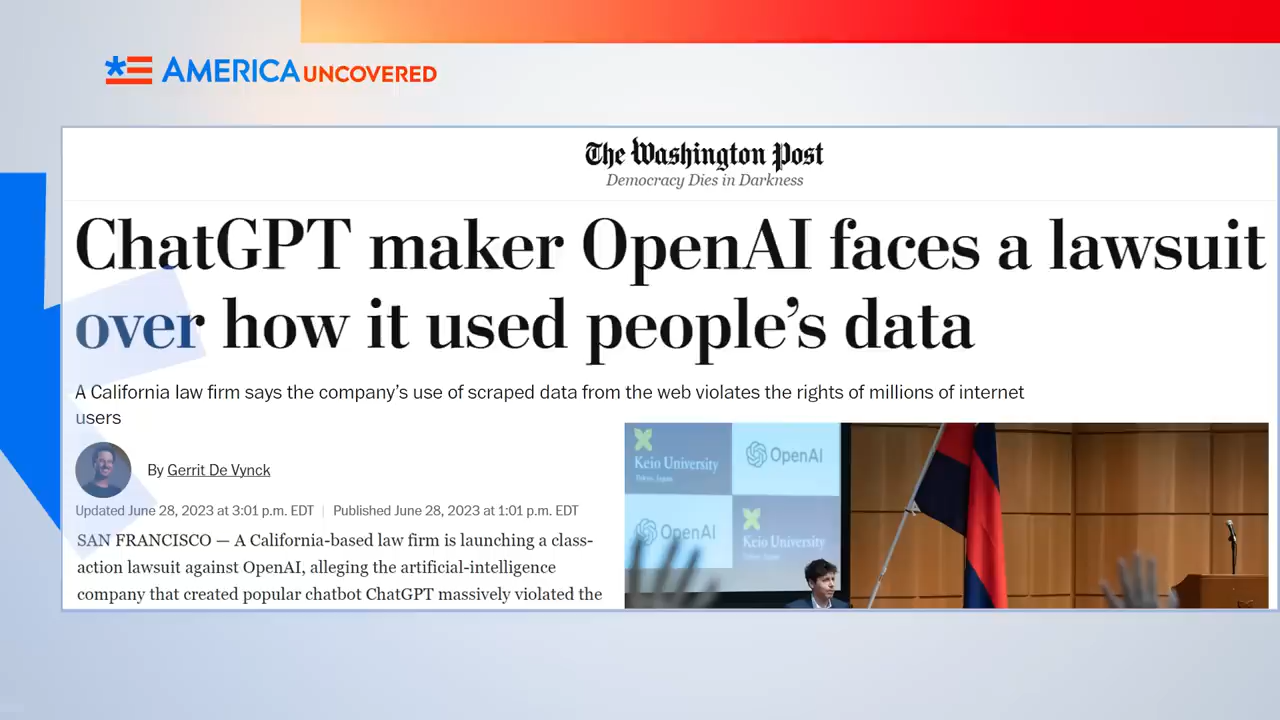 AMERICA UNCOVERED
The Washington Post
Democracy Dies in Darkness
ChatGPT maker OpenAI faces a lawsuit
over how it used people’s data
A California law firm says the company’s use of scraped data from the web violates the rights of millions of internet
users
By Gerrit De Vynck
Updated June 28, 2023 at 3:01 p.m. EDT | Published June 28, 2023 at 1:01 p.m. EDT
SAN FRANCISCO — A California-based law firm is launching a class-
action lawsuit against OpenAI, alleging the artificial-intelligence
company that created popular chatbot ChatGPT massively violated the
Keio University
Tokyo, Japan
OpenAI
OpenAI
Keio University
Tokyo, Japan